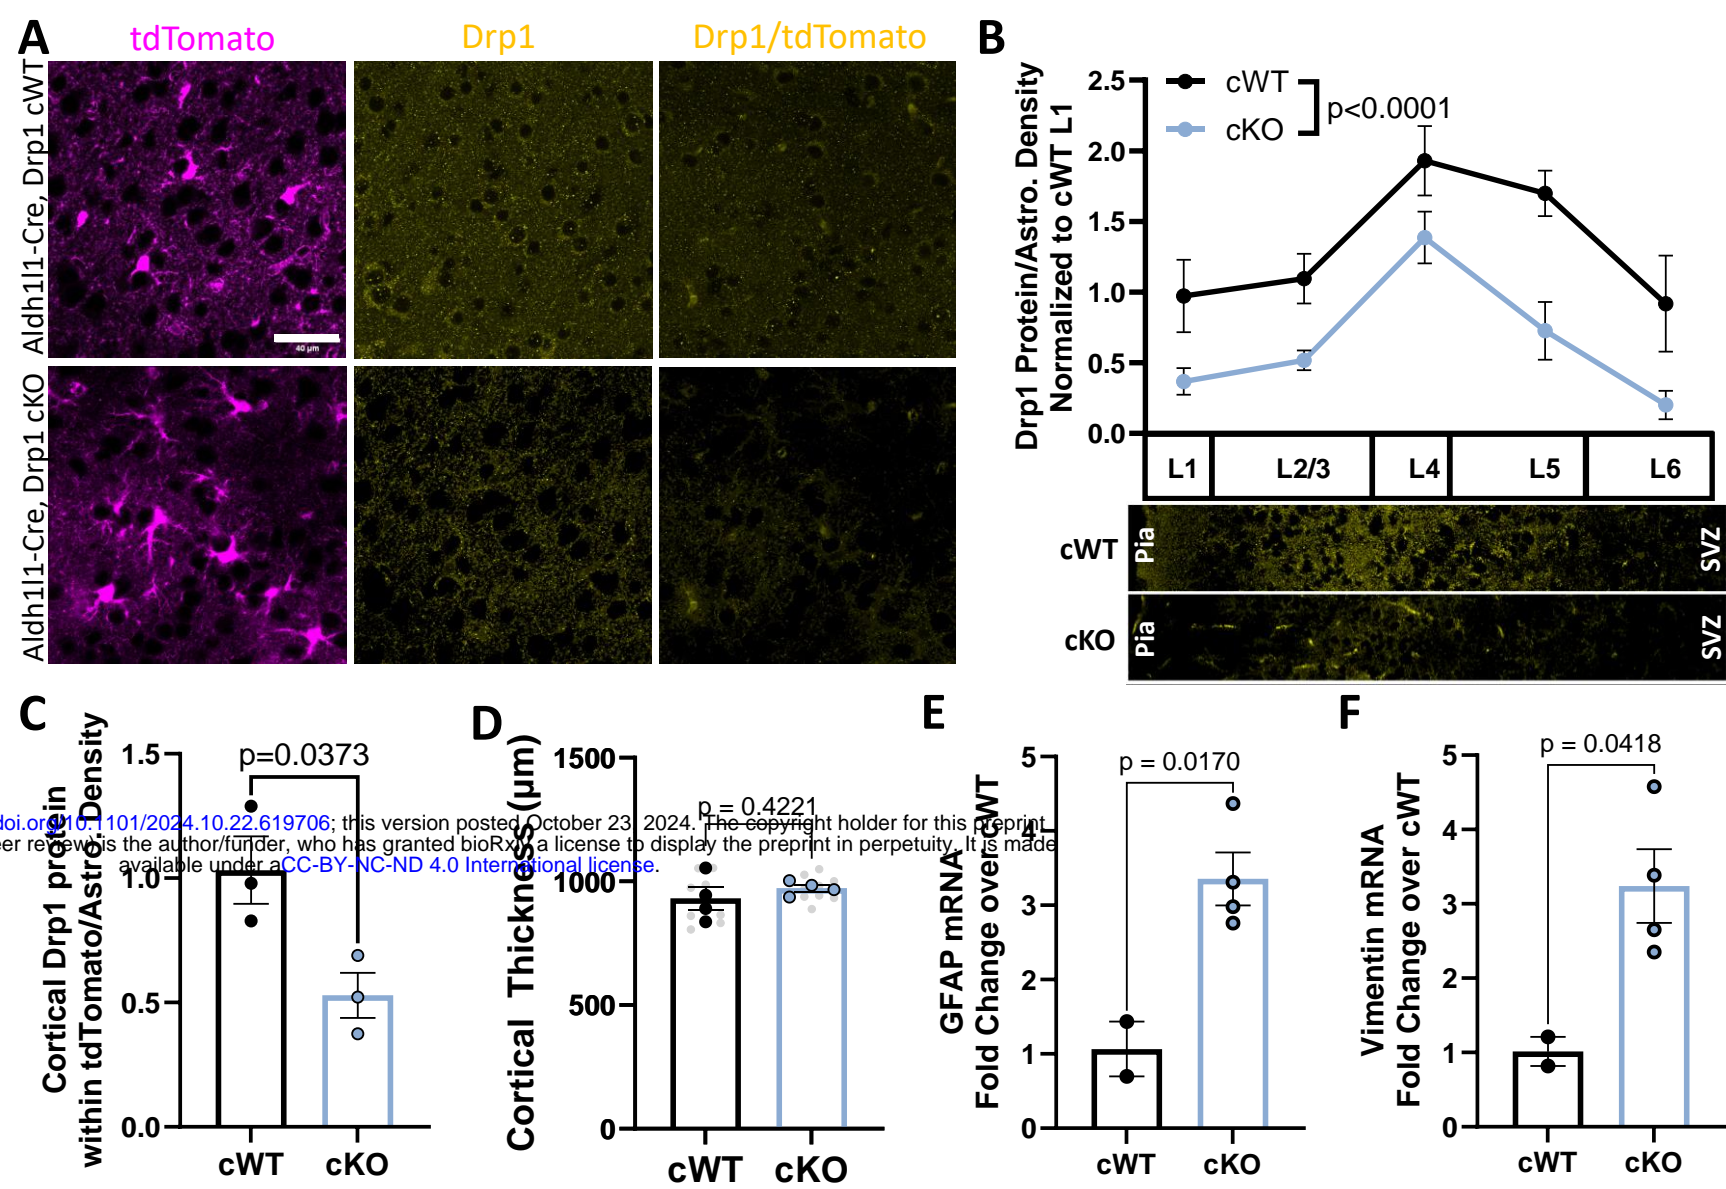 A
tdTomato
Drp1
Drp1/tdTomato
Aldh1l1-Cre, Drp1 cWT
40 µm
Aldh1l1-Cre, Drp1 cKO
B
Drp1 Protein/Astro. Density
Normalized to cWT L1
2.5
2.0
1.5
1.0
0.5
0.0
cWT
cKO
p<0.0001
L1
L2/3
L4
L5
L6
cWT
Pia
SVZ
cKO
Pia
SVZ
C
Cortical Drp1 protein
within tdTomato/Astro. Density
1.5
1.0
0.5
0.0
p=0.0373
cWT
cKO
D
Cortical Thickness (µm)
1500
1000
500
0
p = 0.4221
cWT
cKO
doi.org/10.1101/2024.10.22.619706; this version posted October 23, 2024. The copyright holder for this preprint
er review) is the author/funder, who has granted bioRxiv a license to display the preprint in perpetuity. It is made
available under aCC-BY-NC-ND 4.0 International license.
E
GFAP mRNA
Fold Change over cWT
5
4
3
2
1
0
p = 0.0170
cWT
cKO
F
Vimentin mRNA
Fold Change over cWT
5
4
3
2
1
0
p = 0.0418
cWT
cKO